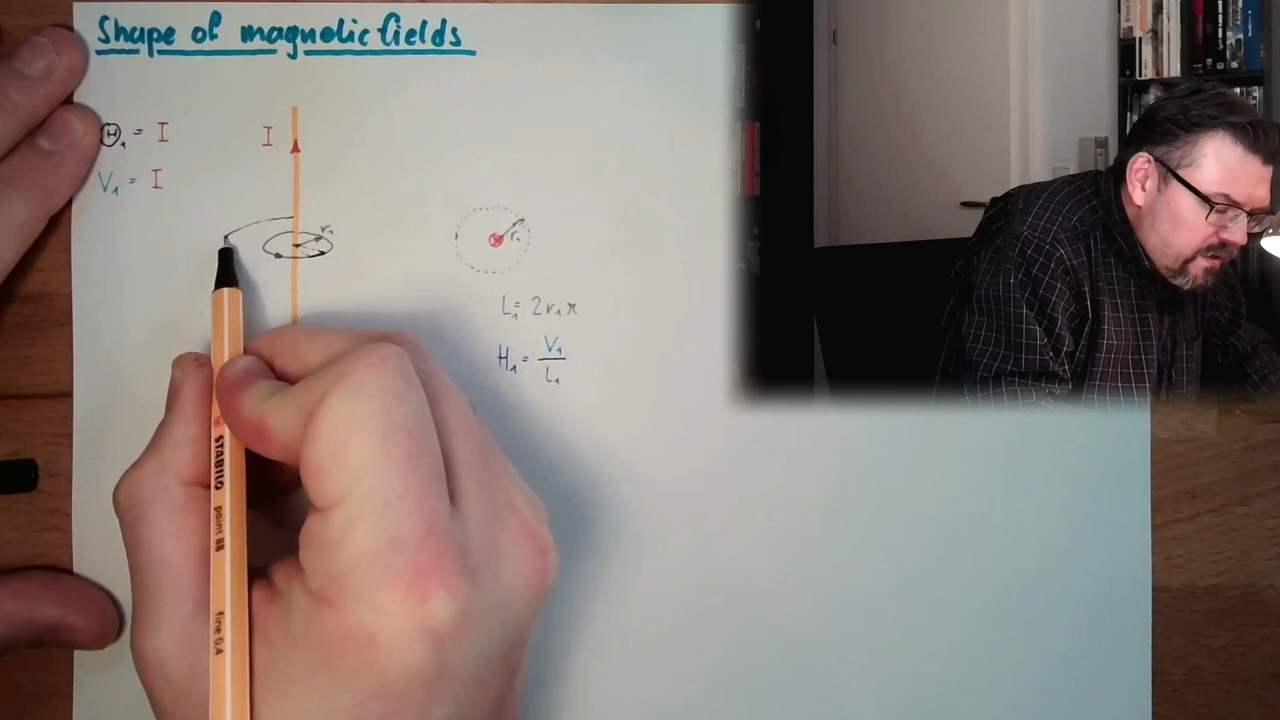 Shape of magnetic fields
Θ₁ = I
V₁ = I
I
r₁
r₁
L₁ = 2r₁π
H₁ = V₁ / L₁
STABILO point 88 fine 0.4